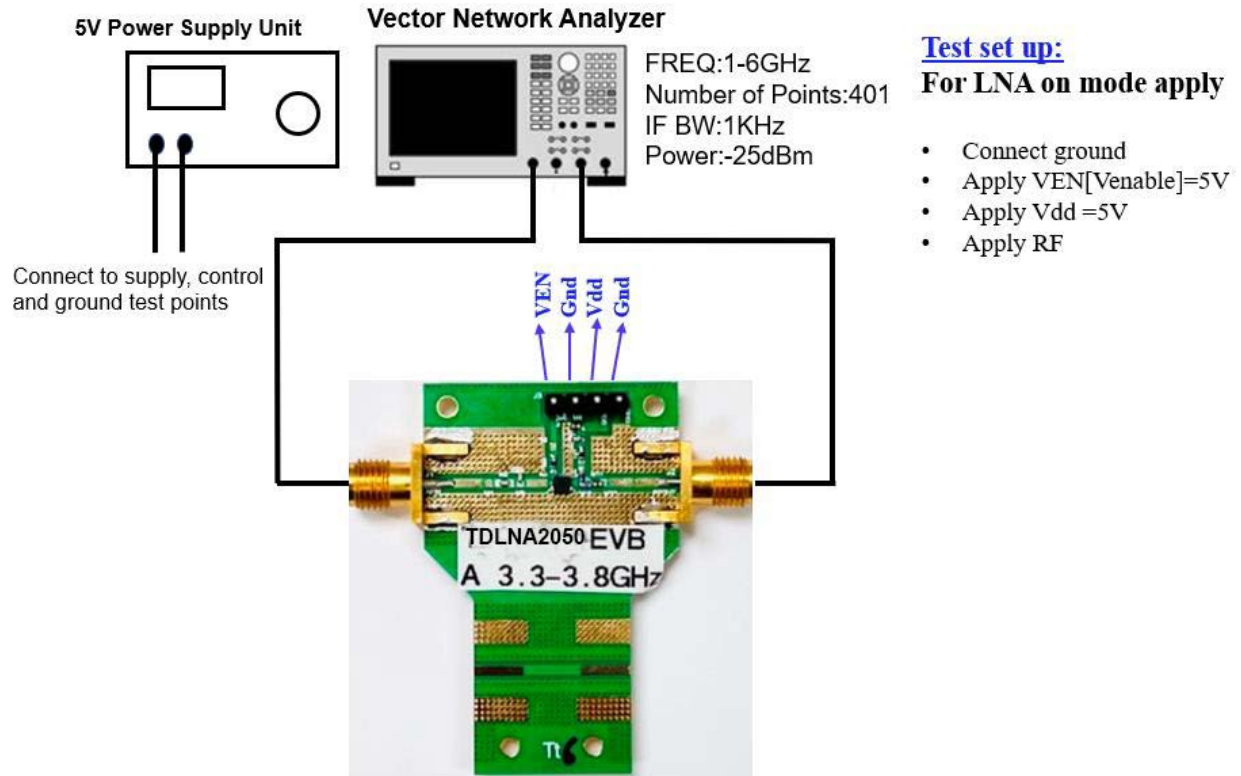 5V Power Supply Unit
Vector Network Analyzer
FREQ:1-6GHz
Number of Points:401
IF BW:1KHz
Power:-25dBm
Test set up:
For LNA on mode apply
• Connect ground
• Apply VEN[Venable]=5V
• Apply Vdd =5V
• Apply RF
Connect to supply, control
and ground test points
VEN
Gnd
Vdd
Gnd
TDLNA2050-EVB
A 3.3-3.8GHz
Tt6